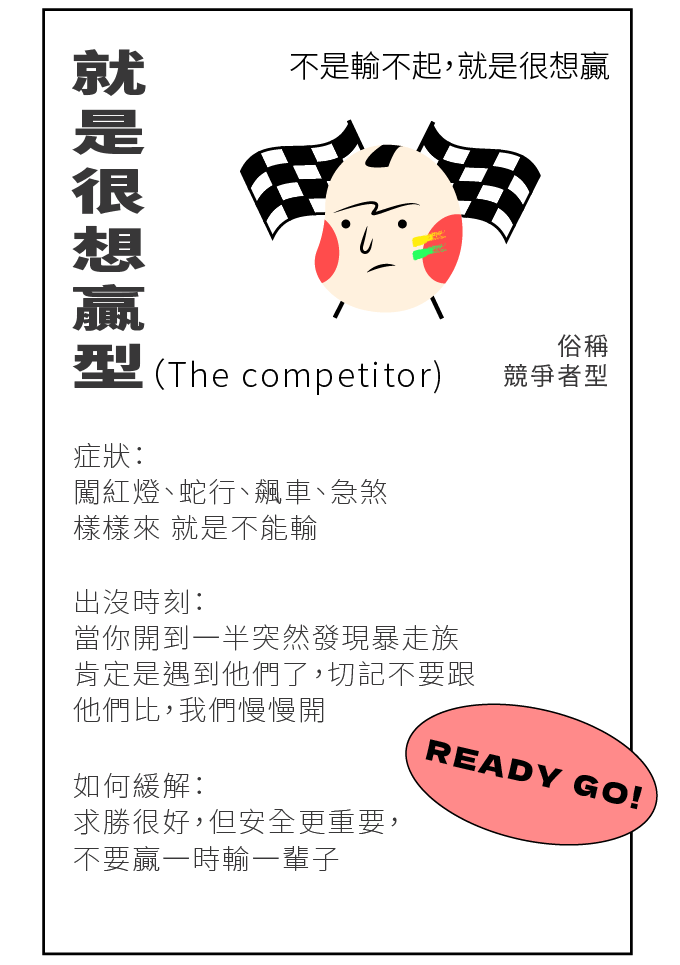 就是很想贏型
不是輸不起，就是很想贏
(The competitor)
俗稱
競爭者型
症狀：
闖紅燈、蛇行、飆車、急煞
樣樣來 就是不能輸
出沒時刻：
當你開到一半突然發現暴走族
肯定是遇到他們了，切記不要跟
他們比，我們慢慢開
READY GO!
如何緩解：
求勝很好，但安全更重要，
不要贏一時輸一輩子